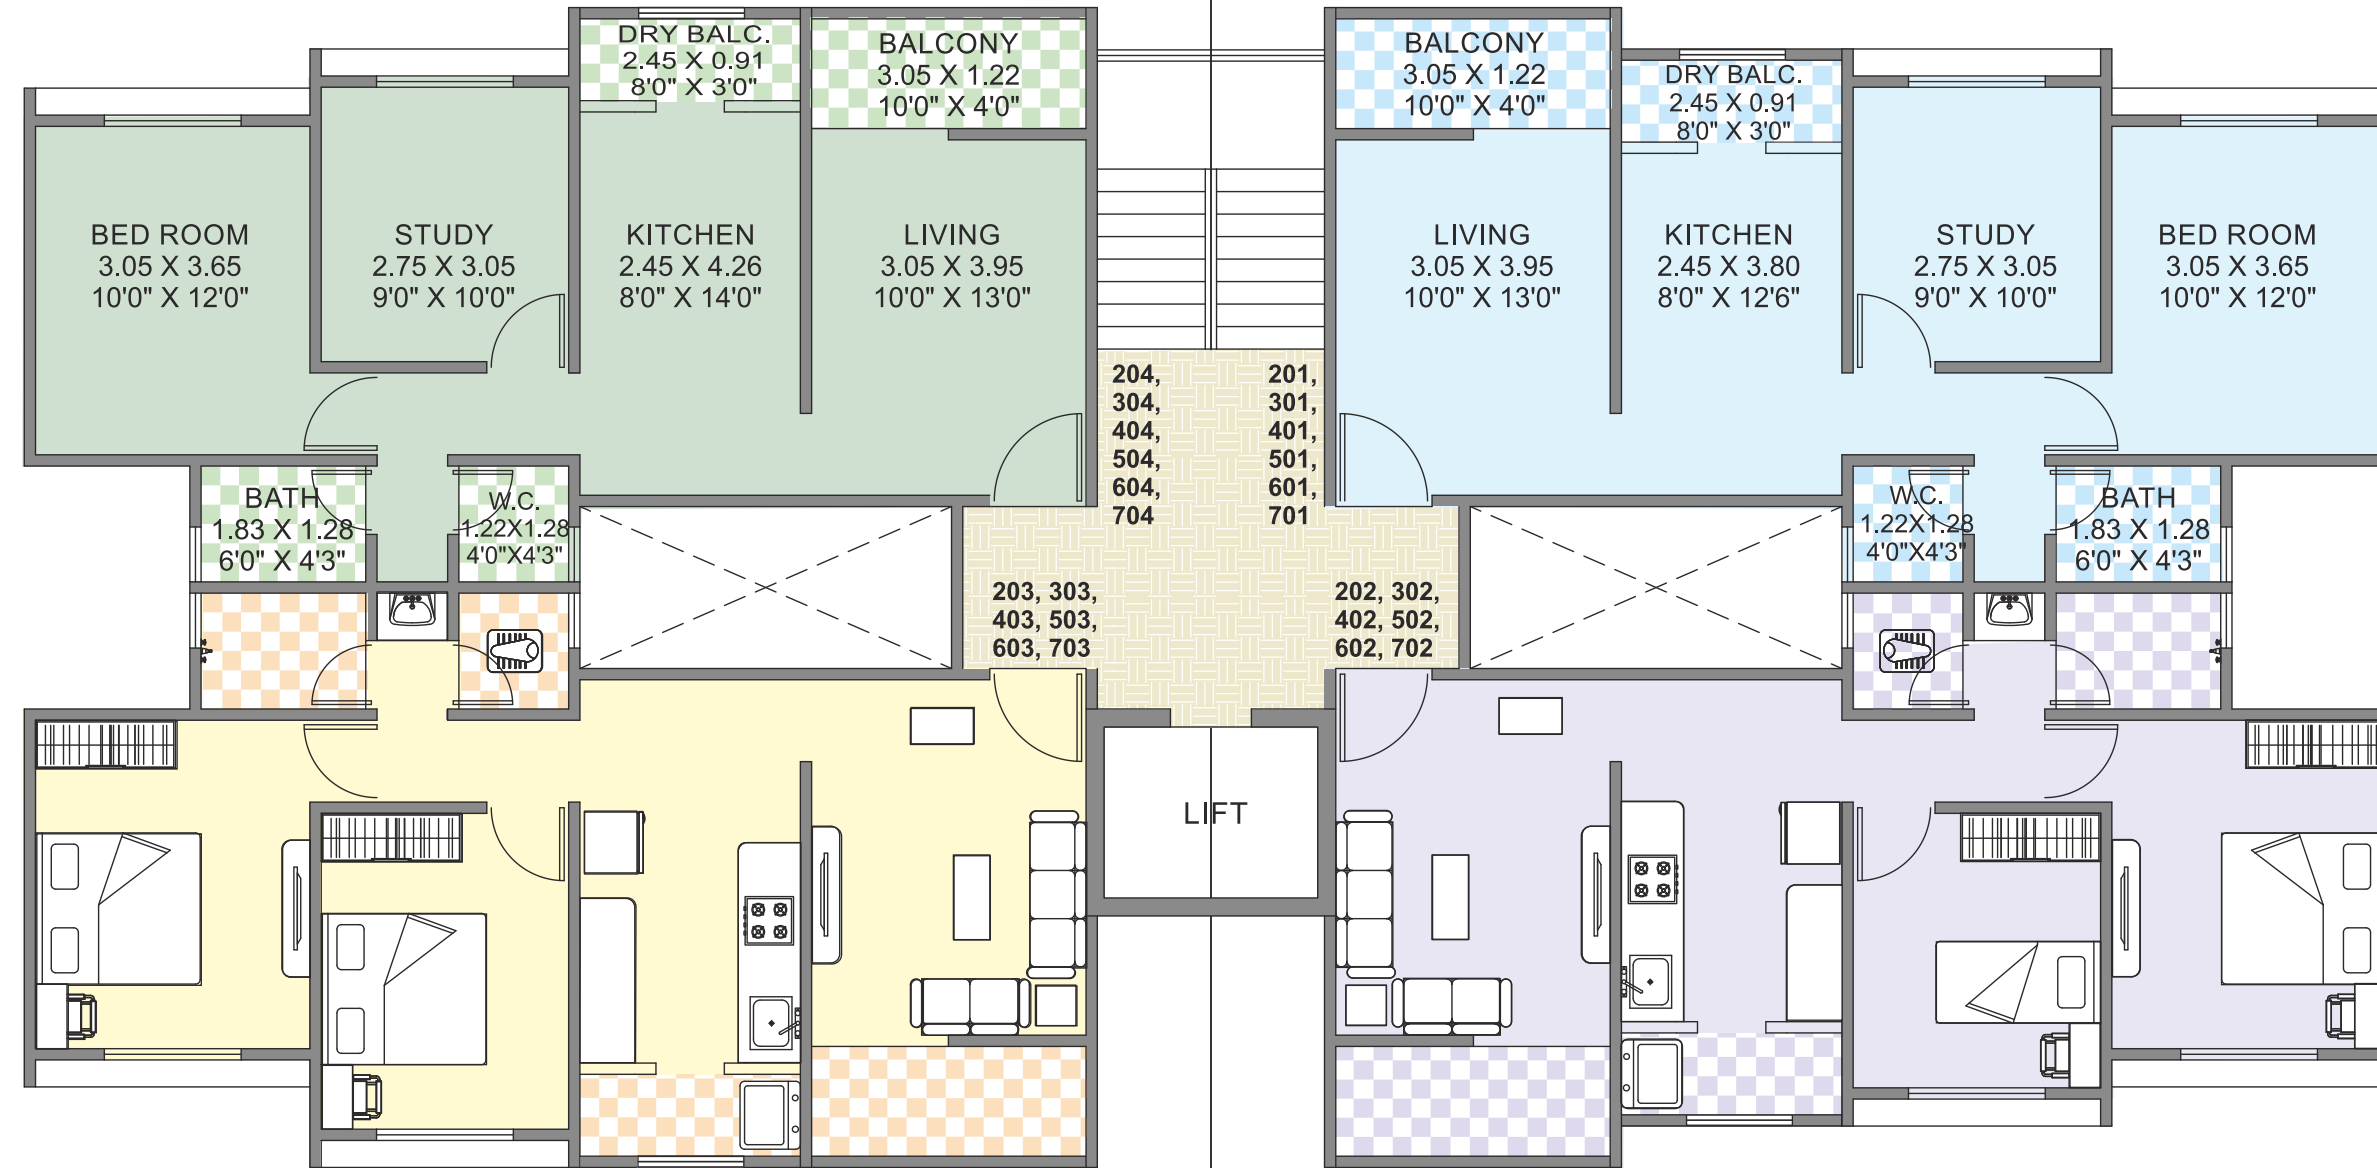 DRY BALC.
2.45 X 0.91
8'0" X 3'0"
BALCONY
3.05 X 1.22
10'0" X 4'0"
BALCONY
3.05 X 1.22
10'0" X 4'0"
DRY BALC.
2.45 X 0.91
8'0" X 3'0"
BED ROOM
3.05 X 3.65
10'0" X 12'0"
STUDY
2.75 X 3.05
9'0" X 10'0"
KITCHEN
2.45 X 4.26
8'0" X 14'0"
LIVING
3.05 X 3.95
10'0" X 13'0"
LIVING
3.05 X 3.95
10'0" X 13'0"
KITCHEN
2.45 X 3.80
8'0" X 12'6"
STUDY
2.75 X 3.05
9'0" X 10'0"
BED ROOM
3.05 X 3.65
10'0" X 12'0"
204,
304,
404,
504,
604,
704
201,
301,
401,
501,
601,
701
BATH
1.83 X 1.28
6'0" X 4'3"
W.C.
1.22X1.28
4'0"X4'3"
W.C.
1.22X1.28
4'0"X4'3"
BATH
1.83 X 1.28
6'0" X 4'3"
203, 303,
403, 503,
603, 703
202, 302,
402, 502,
602, 702
LIFT